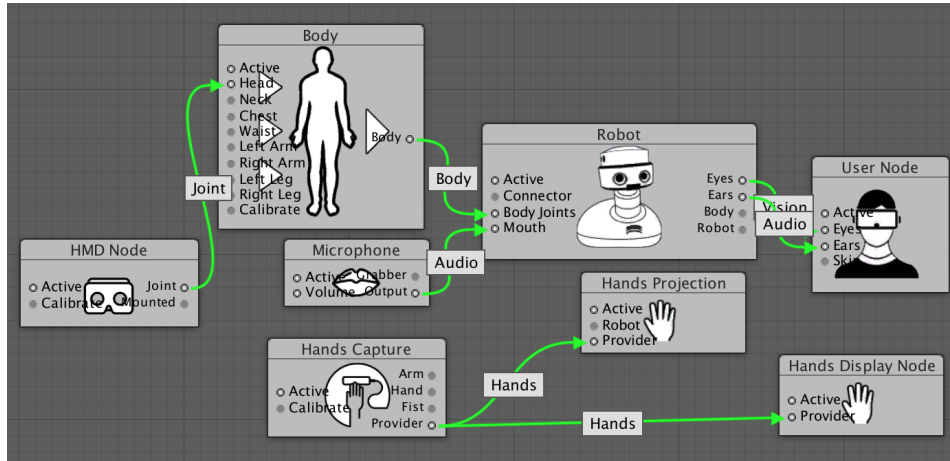 Body
Active
Head
Neck
Chest
Waist
Left Arm
Right Arm
Left Leg
Right Leg
Calibrate
Body
Joint
HMD Node
Active
Calibrate
Joint
Mounted
Microphone
Active
Volume
Grabber
Output
Body
Audio
Robot
Active
Connector
Body Joints
Mouth
Eyes
Ears
Body
Robot
Vision
Audio
User Node
Active
Eyes
Ears
Hands Projection
Active
Robot
Provider
Hands Capture
Active
Calibrate
Arm
Hand
Fist
Provider
Hands
Hands
Hands Display Node
Active
Provider